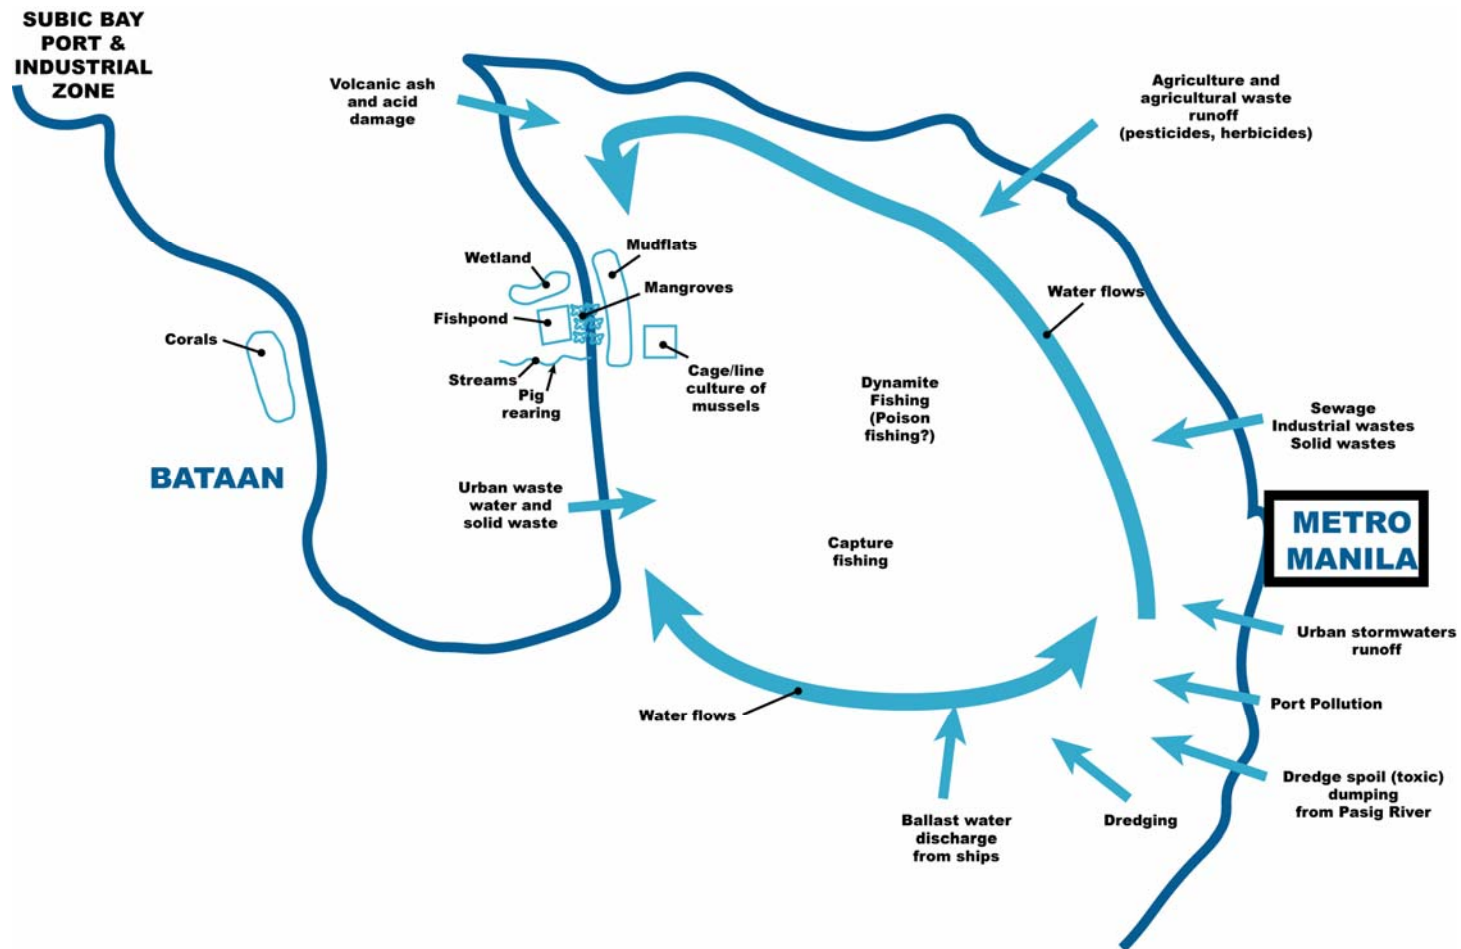 SUBIC BAY
PORT &
INDUSTRIAL
ZONE
Volcanic ash
and acid
damage
Agriculture and
agricultural waste
runoff
(pesticides, herbicides)
Wetland
Mudflats
Mangroves
Fishpond
Corals
Streams
Pig
rearing
Cage/line
culture of
mussels
Water flows
Dynamite
Fishing
(Poison
fishing?)
Sewage
Industrial wastes
Solid wastes
BATAAN
Urban waste
water and
solid waste
Capture
fishing
METRO
MANILA
Urban stormwaters
runoff
Water flows
Port Pollution
Ballast water
discharge
from ships
Dredging
Dredge spoil (toxic)
dumping
from Pasig River